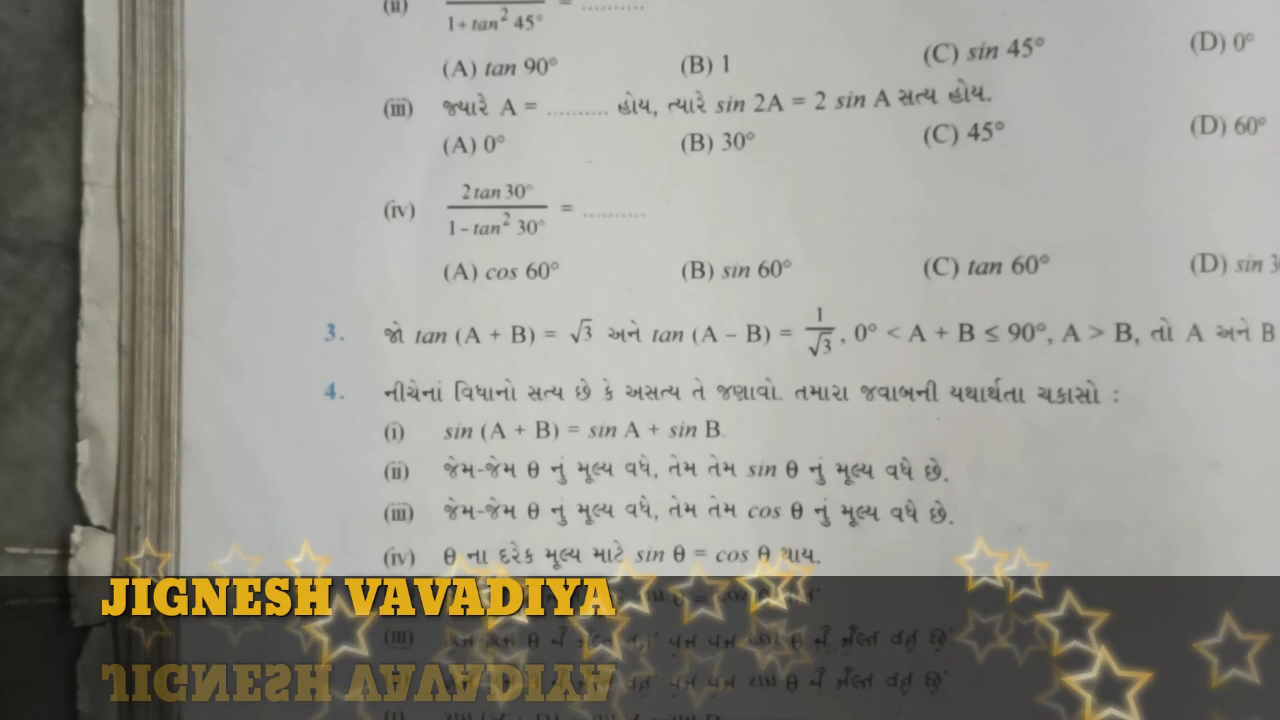 (ii) 1+ tan² 45° = ..........
(A) tan 90° (B) 1 (C) sin 45° (D) 0°
(iii) જ્યારે A = .......... હોય, ત્યારે sin 2A = 2 sin A સત્ય હોય.
(A) 0° (B) 30° (C) 45° (D) 60°
(iv) 2 tan 30° / 1 – tan² 30° = ..........
(A) cos 60° (B) sin 60° (C) tan 60° (D) sin
3. જો tan (A + B) = √3 અને tan (A – B) = 1/√3, 0° < A + B ≤ 90°, A > B, તો A અને B
4. નીચેનાં વિધાનો સત્ય છે કે અસત્ય તે જણાવો. તમારા જવાબની યથાર્થતા ચકાસો :
(i) sin (A + B) = sin A + sin B.
(ii) જેમ-જેમ θ નું મૂલ્ય વધે, તેમ તેમ sin θ નું મૂલ્ય વધે છે.
(iii) જેમ-જેમ θ નું મૂલ્ય વધે, તેમ તેમ cos θ નું મૂલ્ય વધે છે.
(iv) θ ના દરેક મૂલ્ય માટે sin θ = cos θ થાય.
JIGNESH VAVADIYA